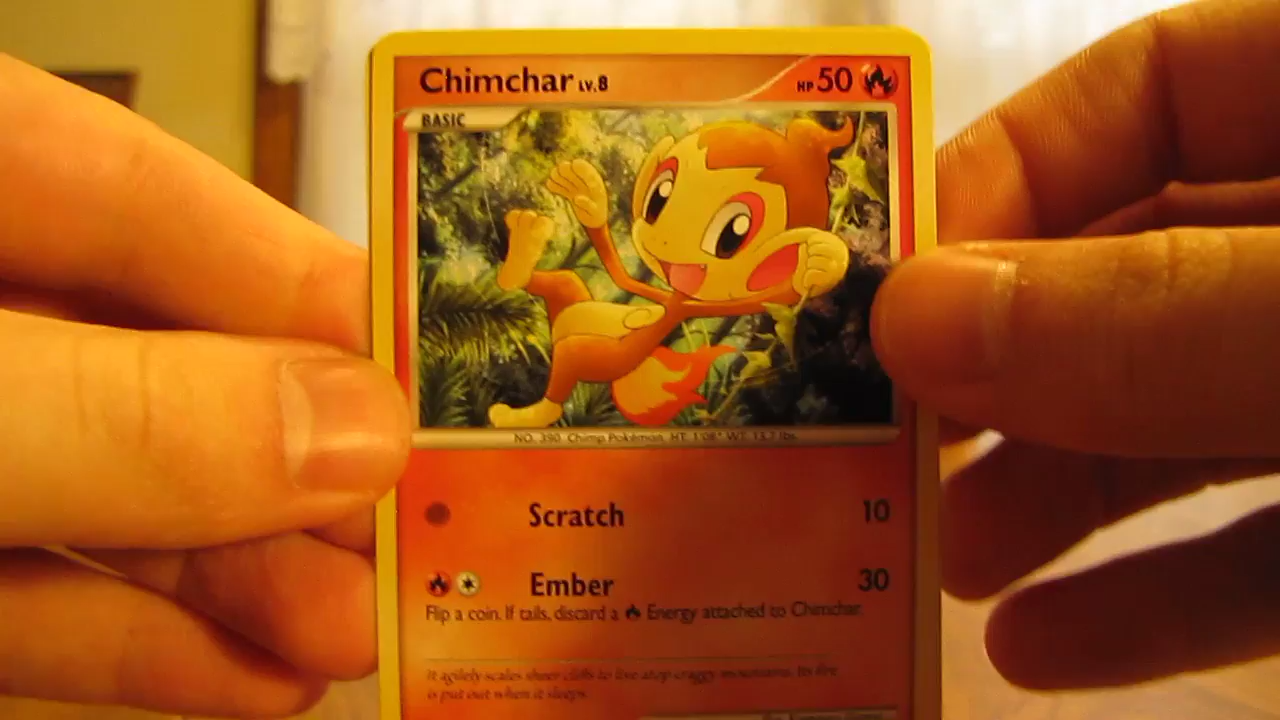 Chimchar LV.8 HP 50
BASIC
NO. 390 Chimp Pokémon HT: 1'08" WT: 13.7 lbs.
Scratch 10
Ember 30
Flip a coin. If tails, discard a Energy attached to Chimchar.
It agilely scales sheer cliffs to live atop craggy mountains. Its fire
is put out when it sleeps.